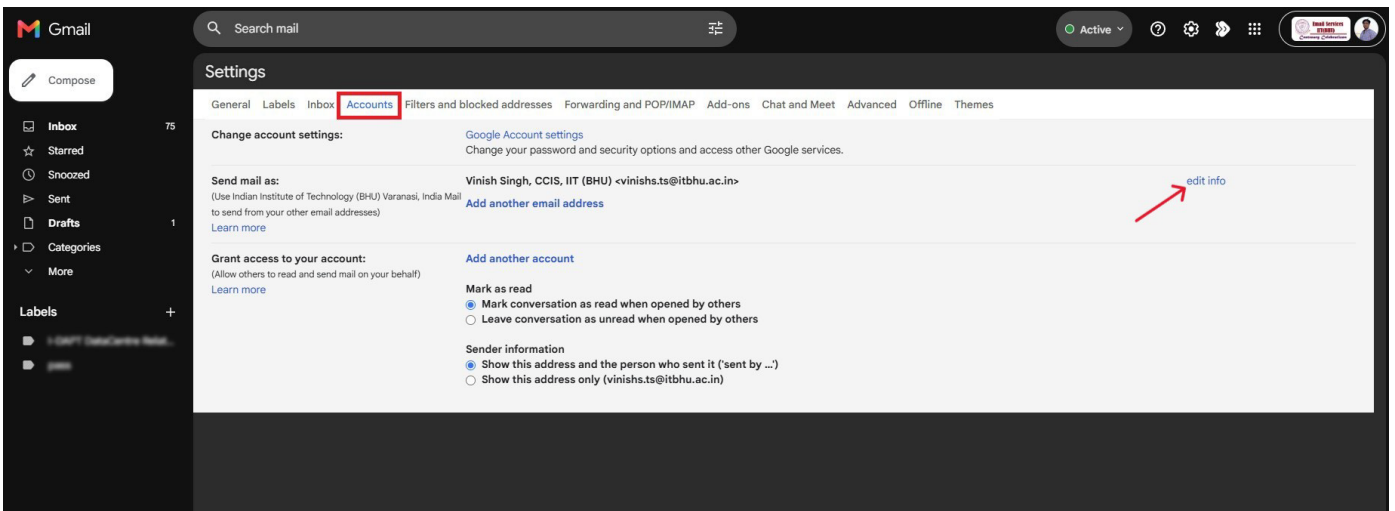 Gmail
Search mail
Active
Email Services
IIT(BHU)
Centenary Celebrations
Compose
Settings
General Labels Inbox Accounts Filters and blocked addresses Forwarding and POP/IMAP Add-ons Chat and Meet Advanced Offline Themes
Inbox 75
Starred
Snoozed
Sent
Drafts 1
Categories
More
Labels +
Change account settings:
Google Account settings
Change your password and security options and access other Google services.
Send mail as:
(Use Indian Institute of Technology (BHU) Varanasi, India Mail
to send from your other email addresses)
Learn more
Vinish Singh, CCIS, IIT (BHU) <vinishs.ts@itbhu.ac.in>
edit info
Add another email address
Grant access to your account:
(Allow others to read and send mail on your behalf)
Learn more
Add another account
Mark as read
Mark conversation as read when opened by others
Leave conversation as unread when opened by others
Sender information
Show this address and the person who sent it ('sent by ...')
Show this address only (vinishs.ts@itbhu.ac.in)